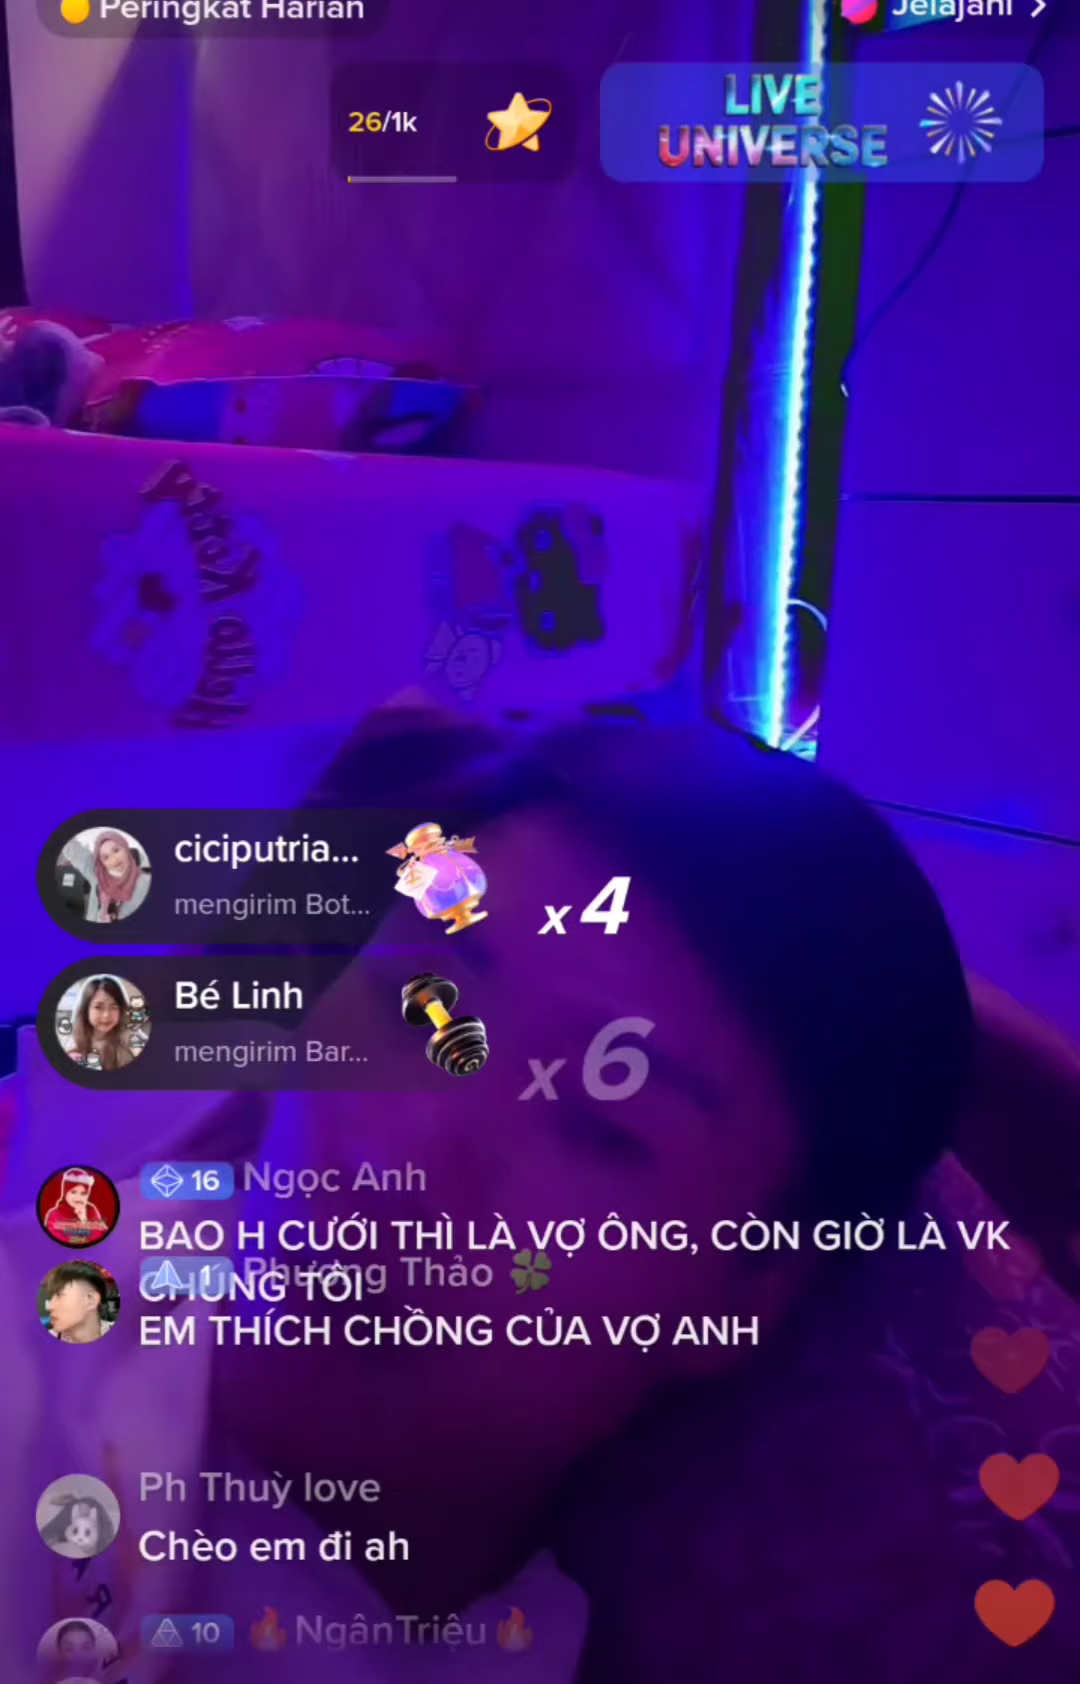 Peringkat Harian
Jelajahi >
26/1k
LIVE
UNIVERSE
ciciputria...
mengirim Bot...
x4
Bé Linh
mengirim Bar...
x6
16 Ngọc Anh
BAO H CƯỚI THÌ LÀ VỢ ÔNG, CÒN GIỜ LÀ VK
CHÚNG TÔI
1 Phương Thảo 🍀
EM THÍCH CHỒNG CỦA VỢ ANH
Ph Thuỳ love
Chèo em đi ah
10 🔥NgânTriệu🔥